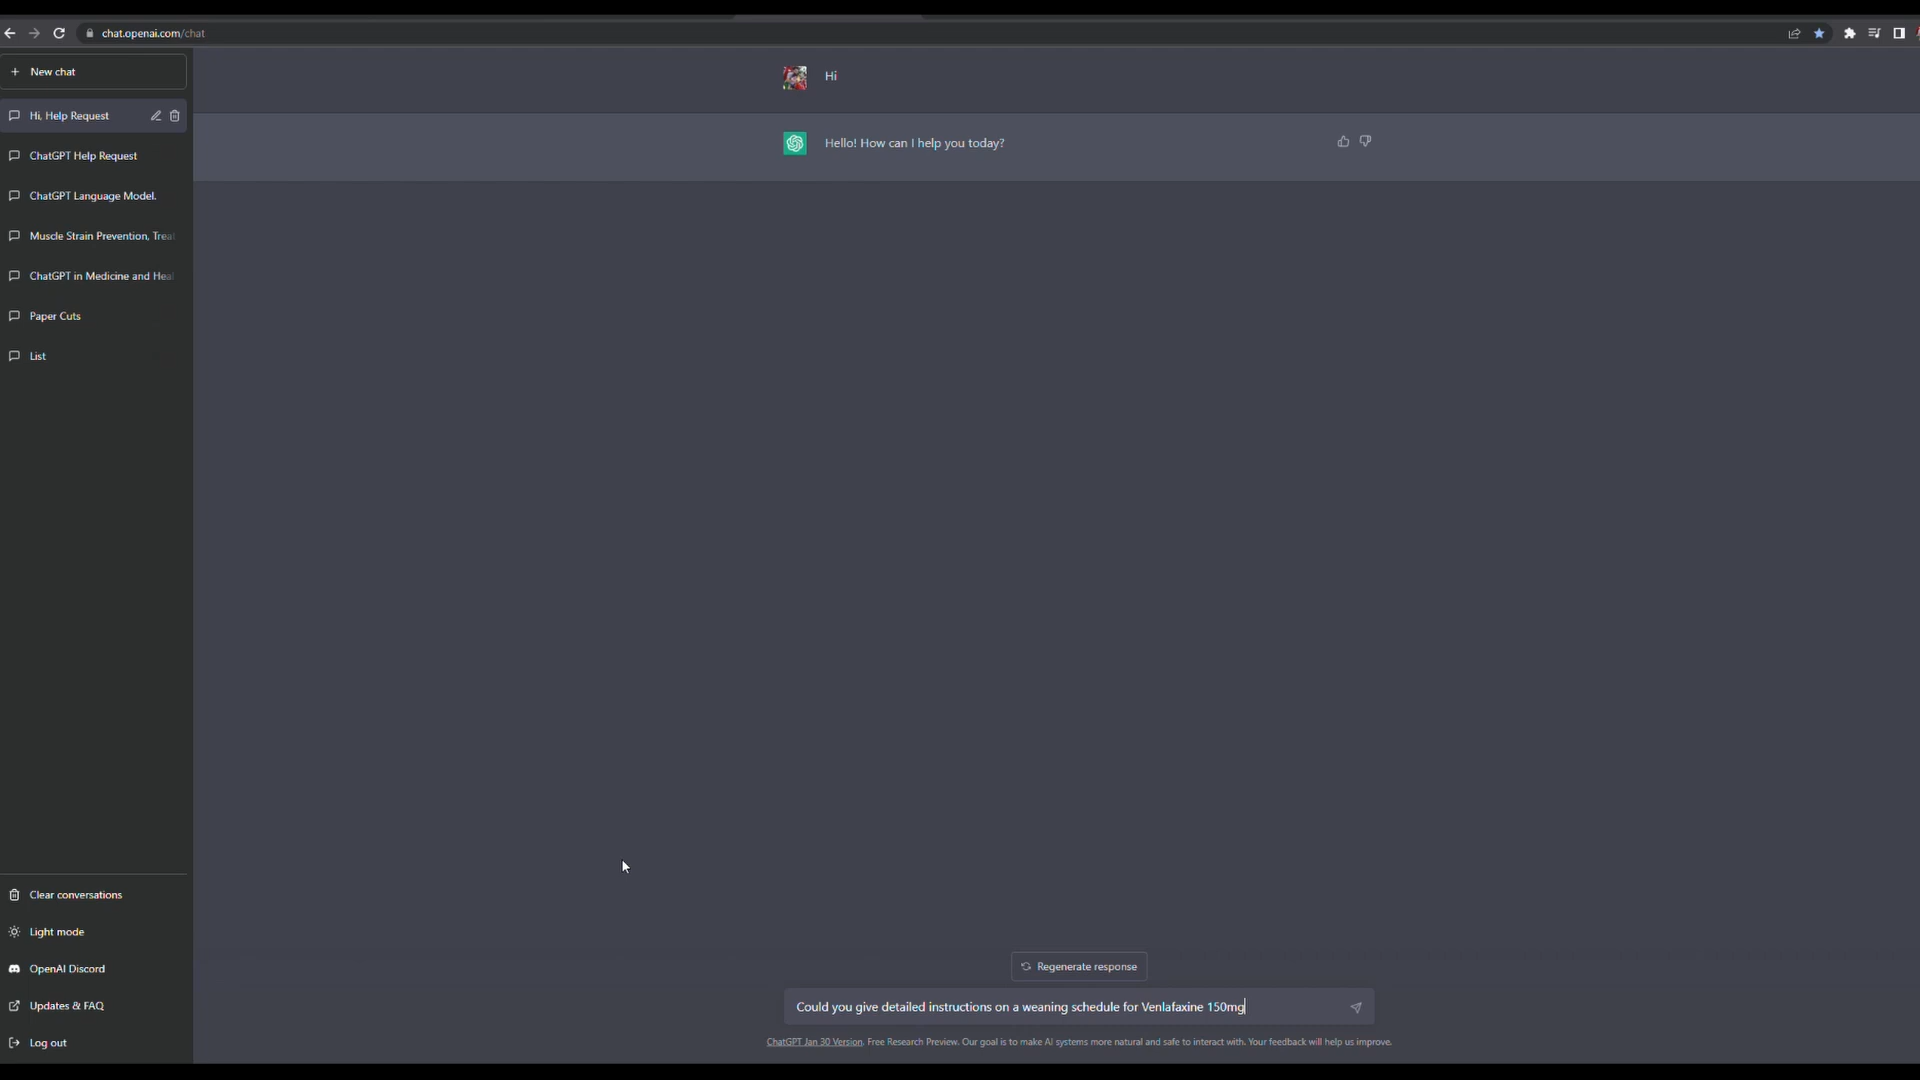 chat.openai.com/chat
New chat
Hi, Help Request
ChatGPT Help Request
ChatGPT Language Model.
Muscle Strain Prevention, Trea
ChatGPT in Medicine and Hea
Paper Cuts
List
Clear conversations
Light mode
OpenAI Discord
Updates & FAQ
Log out
Hi
Hello! How can I help you today?
Regenerate response
Could you give detailed instructions on a weaning schedule for Venlafaxine 150mg
ChatGPT Jan 30 Version. Free Research Preview. Our goal is to make AI systems more natural and safe to interact with. Your feedback will help us improve.